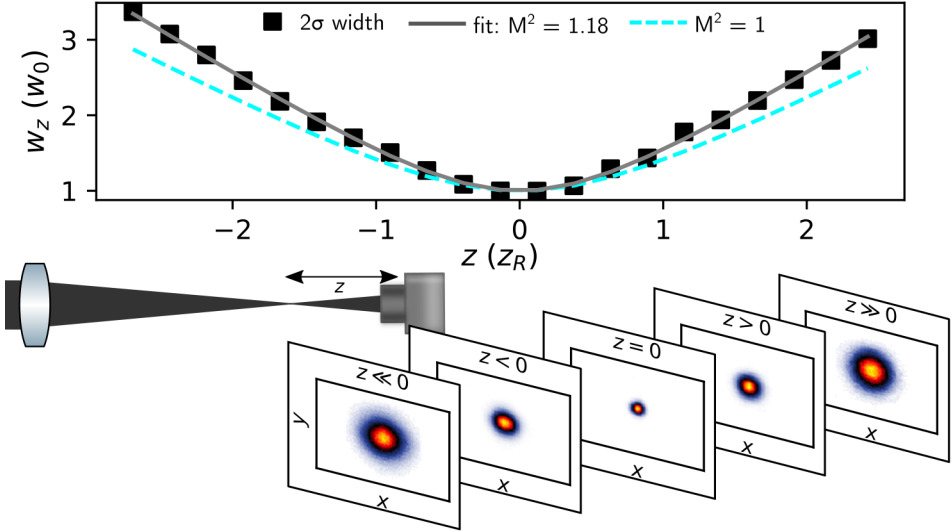 3
2
1
w_z (w_0)
2σ width
fit: M² = 1.18
M² = 1
−2
−1
0
1
2
z (z_R)
z
z ≪ 0
z < 0
z = 0
z > 0
z ≫ 0
y
x
x
x
x
x